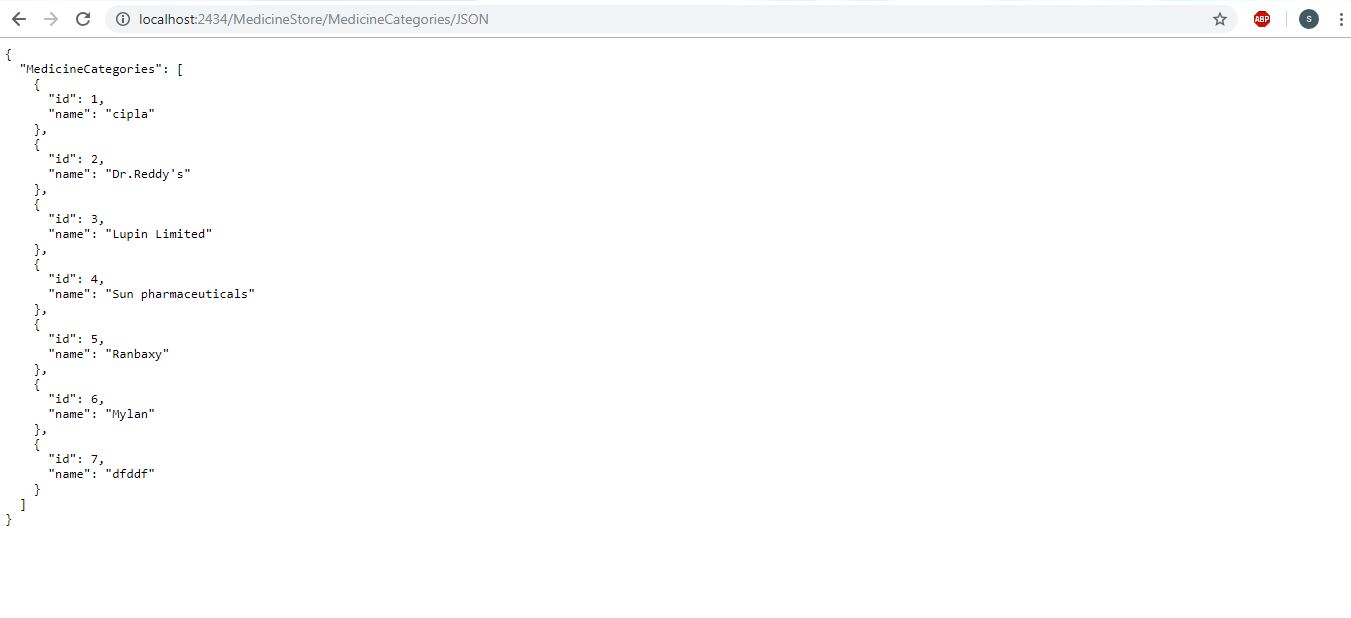 localhost:2434/MedicineStore/MedicineCategories/JSON
ABP
S
{
  "MedicineCategories": [
    {
      "id": 1,
      "name": "cipla"
    },
    {
      "id": 2,
      "name": "Dr.Reddy's"
    },
    {
      "id": 3,
      "name": "Lupin Limited"
    },
    {
      "id": 4,
      "name": "Sun pharmaceuticals"
    },
    {
      "id": 5,
      "name": "Ranbaxy"
    },
    {
      "id": 6,
      "name": "Mylan"
    },
    {
      "id": 7,
      "name": "dfddf"
    }
  ]
}